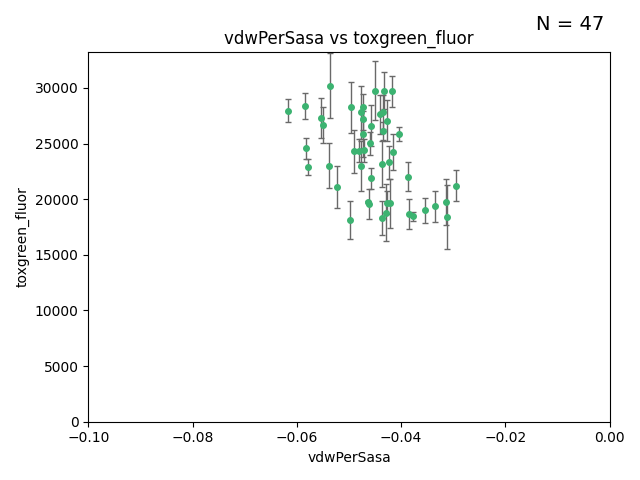 N = 47
vdwPerSasa vs toxgreen_fluor
30000
25000
20000
15000
10000
5000
0
toxgreen_fluor
−0.10 −0.08 −0.06 −0.04 −0.02 0.00
vdwPerSasa